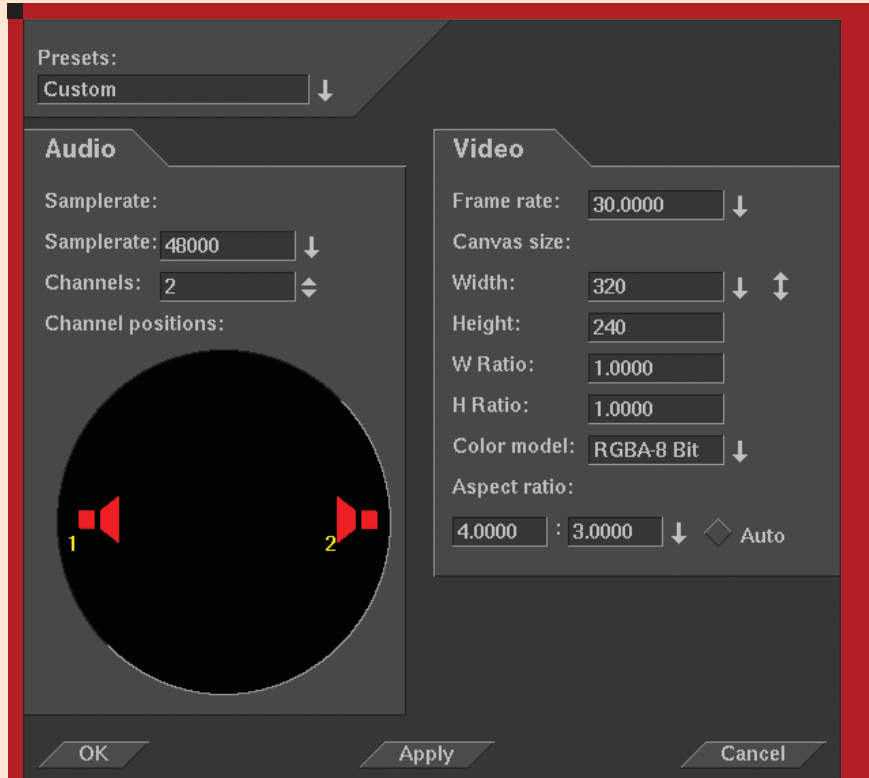 Presets:
Custom
Audio
Samplerate:
Samplerate: 48000
Channels: 2
Channel positions:
1
2
Video
Frame rate: 30.0000
Canvas size:
Width: 320
Height: 240
W Ratio: 1.0000
H Ratio: 1.0000
Color model: RGBA-8 Bit
Aspect ratio:
4.0000 : 3.0000 Auto
OK Apply Cancel